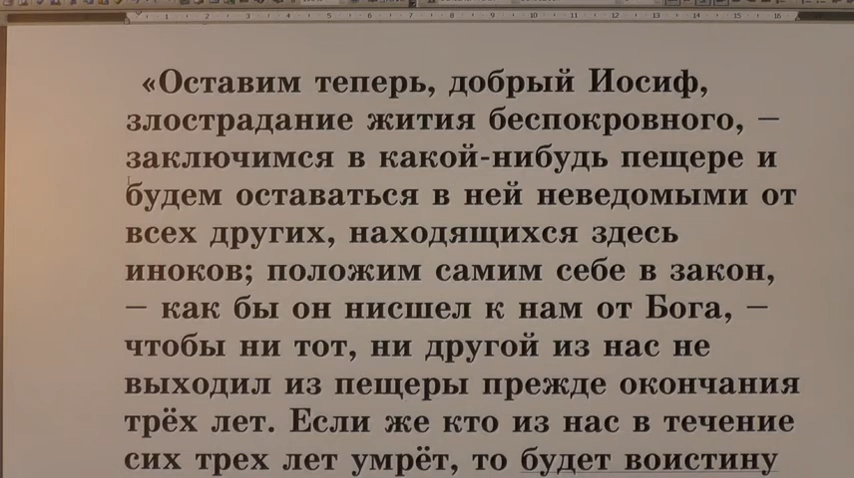 «Оставим теперь, добрый Иосиф,
злострадание жития беспокровного, –
заключимся в какой-нибудь пещере и
будем оставаться в ней неведомыми от
всех других, находящихся здесь
иноков; положим самим себе в закон,
– как бы он нисшел к нам от Бога, –
чтобы ни тот, ни другой из нас не
выходил из пещеры прежде окончания
трёх лет. Если же кто из нас в течение
сих трех лет умрёт, то будет воистину